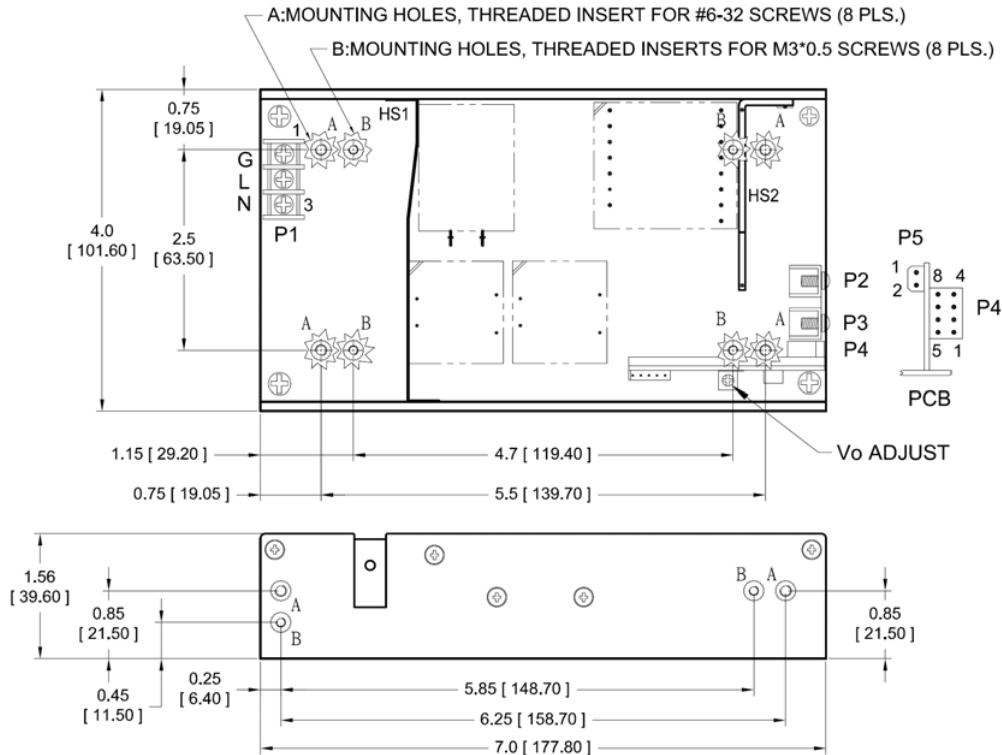 A:MOUNTING HOLES, THREADED INSERT FOR #6-32 SCREWS (8 PLS.)
B:MOUNTING HOLES, THREADED INSERTS FOR M3*0.5 SCREWS (8 PLS.)
0.75
[ 19.05 ]
4.0
[ 101.60 ]
2.5
[ 63.50 ]
G
L
N
1
3
P1
A
B
HS1
B
A
HS2
A
B
B
A
P2
P3
P4
P5
1
2
8 4
5 1
P4
PCB
Vo ADJUST
1.15 [ 29.20 ]
4.7 [ 119.40 ]
0.75 [ 19.05 ]
5.5 [ 139.70 ]
1.56
[ 39.60 ]
0.85
[ 21.50 ]
0.45
[ 11.50 ]
0.25
[ 6.40 ]
A
B
B
A
0.85
[ 21.50 ]
5.85 [ 148.70 ]
6.25 [ 158.70 ]
7.0 [ 177.80 ]